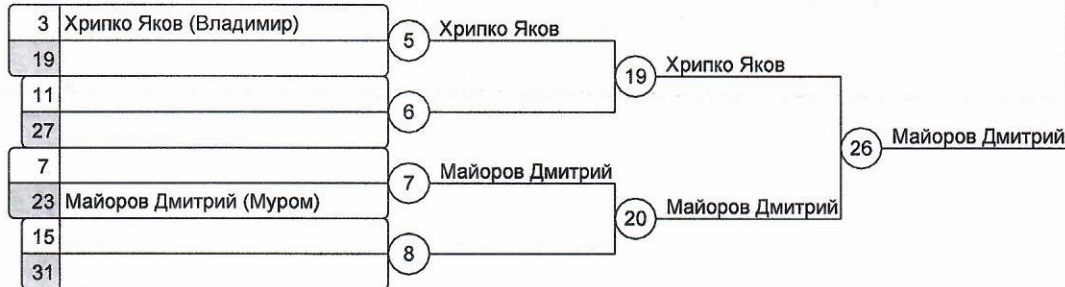 3 Хрипко Яков (Владимир)
19
5 Хрипко Яков
11
27
6
19 Хрипко Яков
7
23 Майоров Дмитрий (Муром)
7 Майоров Дмитрий
15
31
8
20 Майоров Дмитрий
26 Майоров Дмитрий